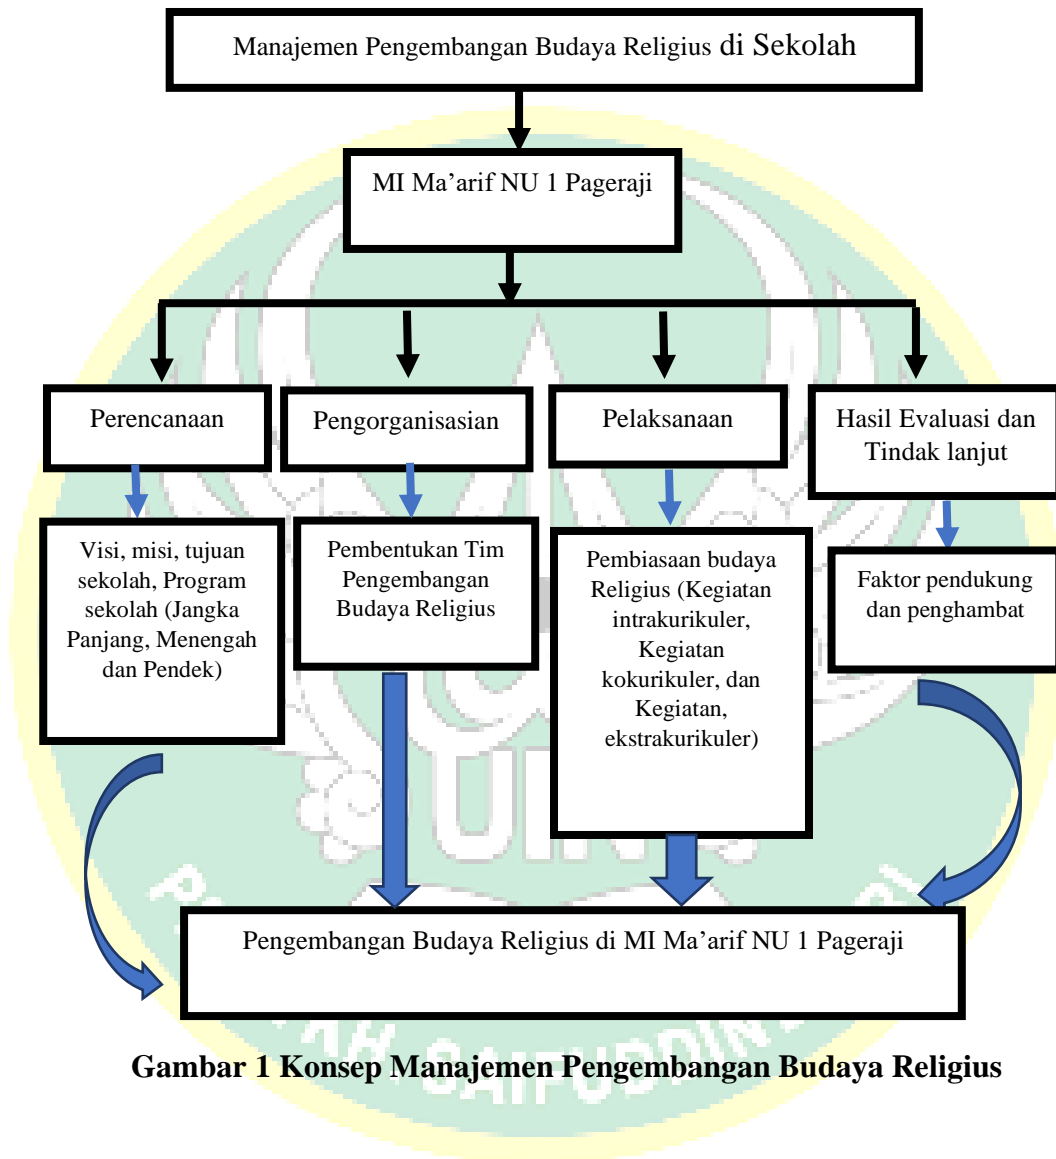 Manajemen Pengembangan Budaya Religius di Sekolah
MI Ma’arif NU 1 Pageraji
Perencanaan
Pengorganisasian
Pelaksanaan
Hasil Evaluasi dan
Tindak lanjut
Visi, misi, tujuan
sekolah, Program
sekolah (Jangka
Panjang, Menengah
dan Pendek)
Pembentukan Tim
Pengembangan
Budaya Religius
Pembiasaan budaya
Religius (Kegiatan
intrakurikuler,
Kegiatan
kokurikuler, dan
Kegiatan,
ekstrakurikuler)
Faktor pendukung
dan penghambat
Pengembangan Budaya Religius di MI Ma’arif NU 1 Pageraji
Gambar 1 Konsep Manajemen Pengembangan Budaya Religius
UIN
SAIFUDDIN